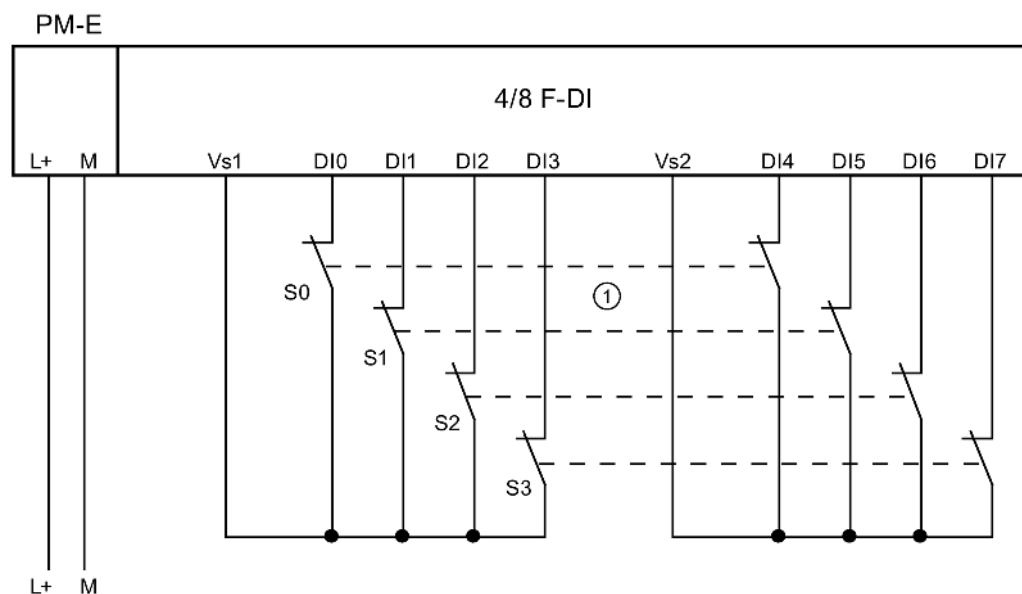 PM-E
4/8 F-DI
L+ M Vs1 DI0 DI1 DI2 DI3 Vs2 DI4 DI5 DI6 DI7
S0
1
S1
S2
S3
L+ M